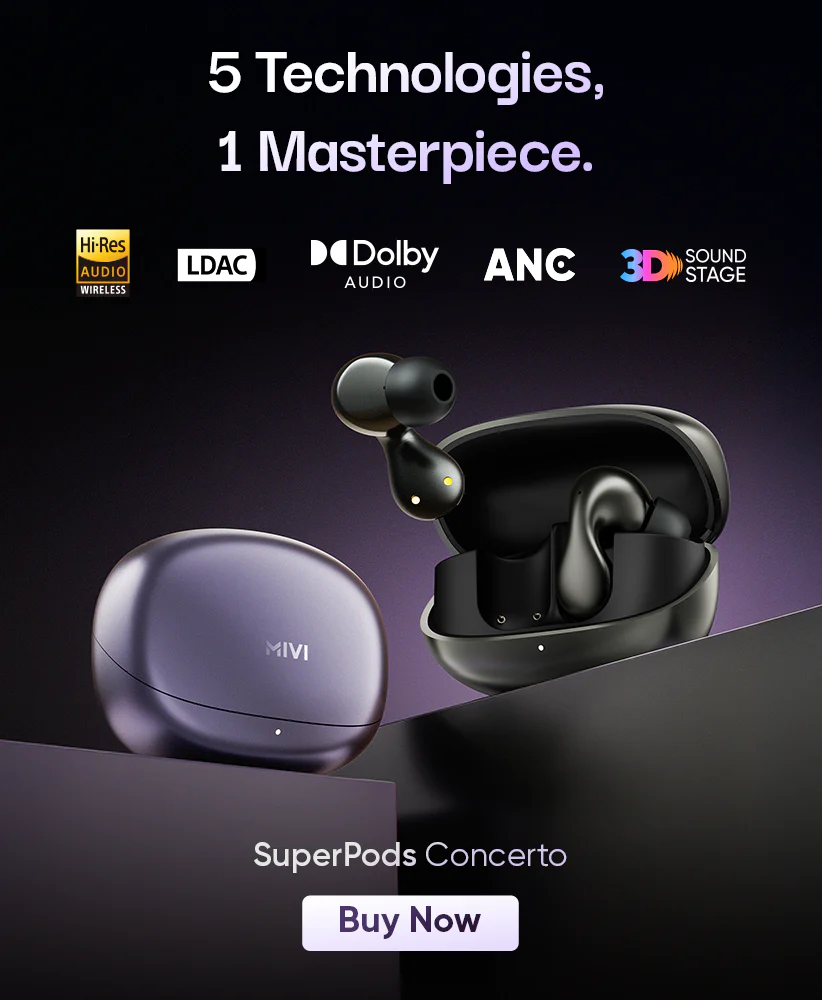 5 Technologies,
1 Masterpiece.
Hi-Res
AUDIO
WIRELESS
LDAC
Dolby
AUDIO
ANC
3D SOUND
STAGE
MIVI
SuperPods Concerto
Buy Now